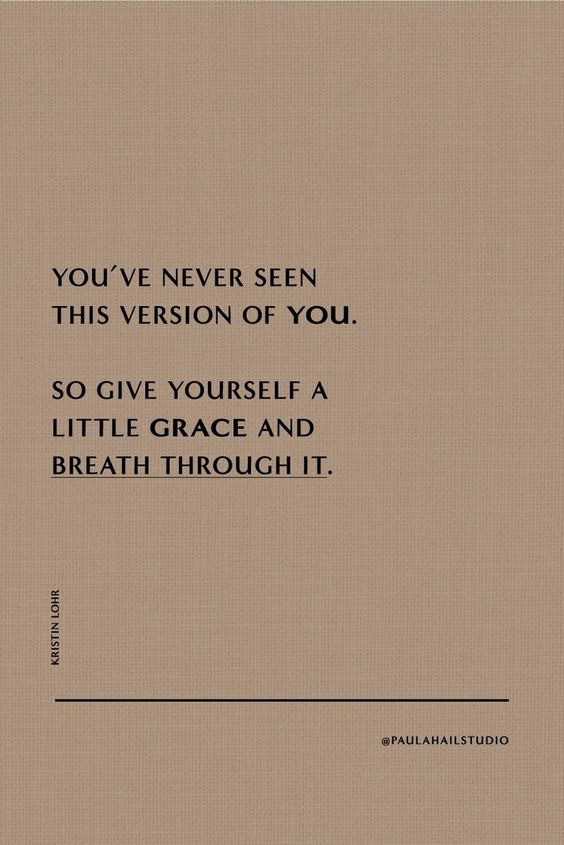 YOU´VE NEVER SEEN
THIS VERSION OF YOU.
SO GIVE YOURSELF A
LITTLE GRACE AND
BREATH THROUGH IT.
KRISTIN LOHR
@PAULAHAILSTUDIO